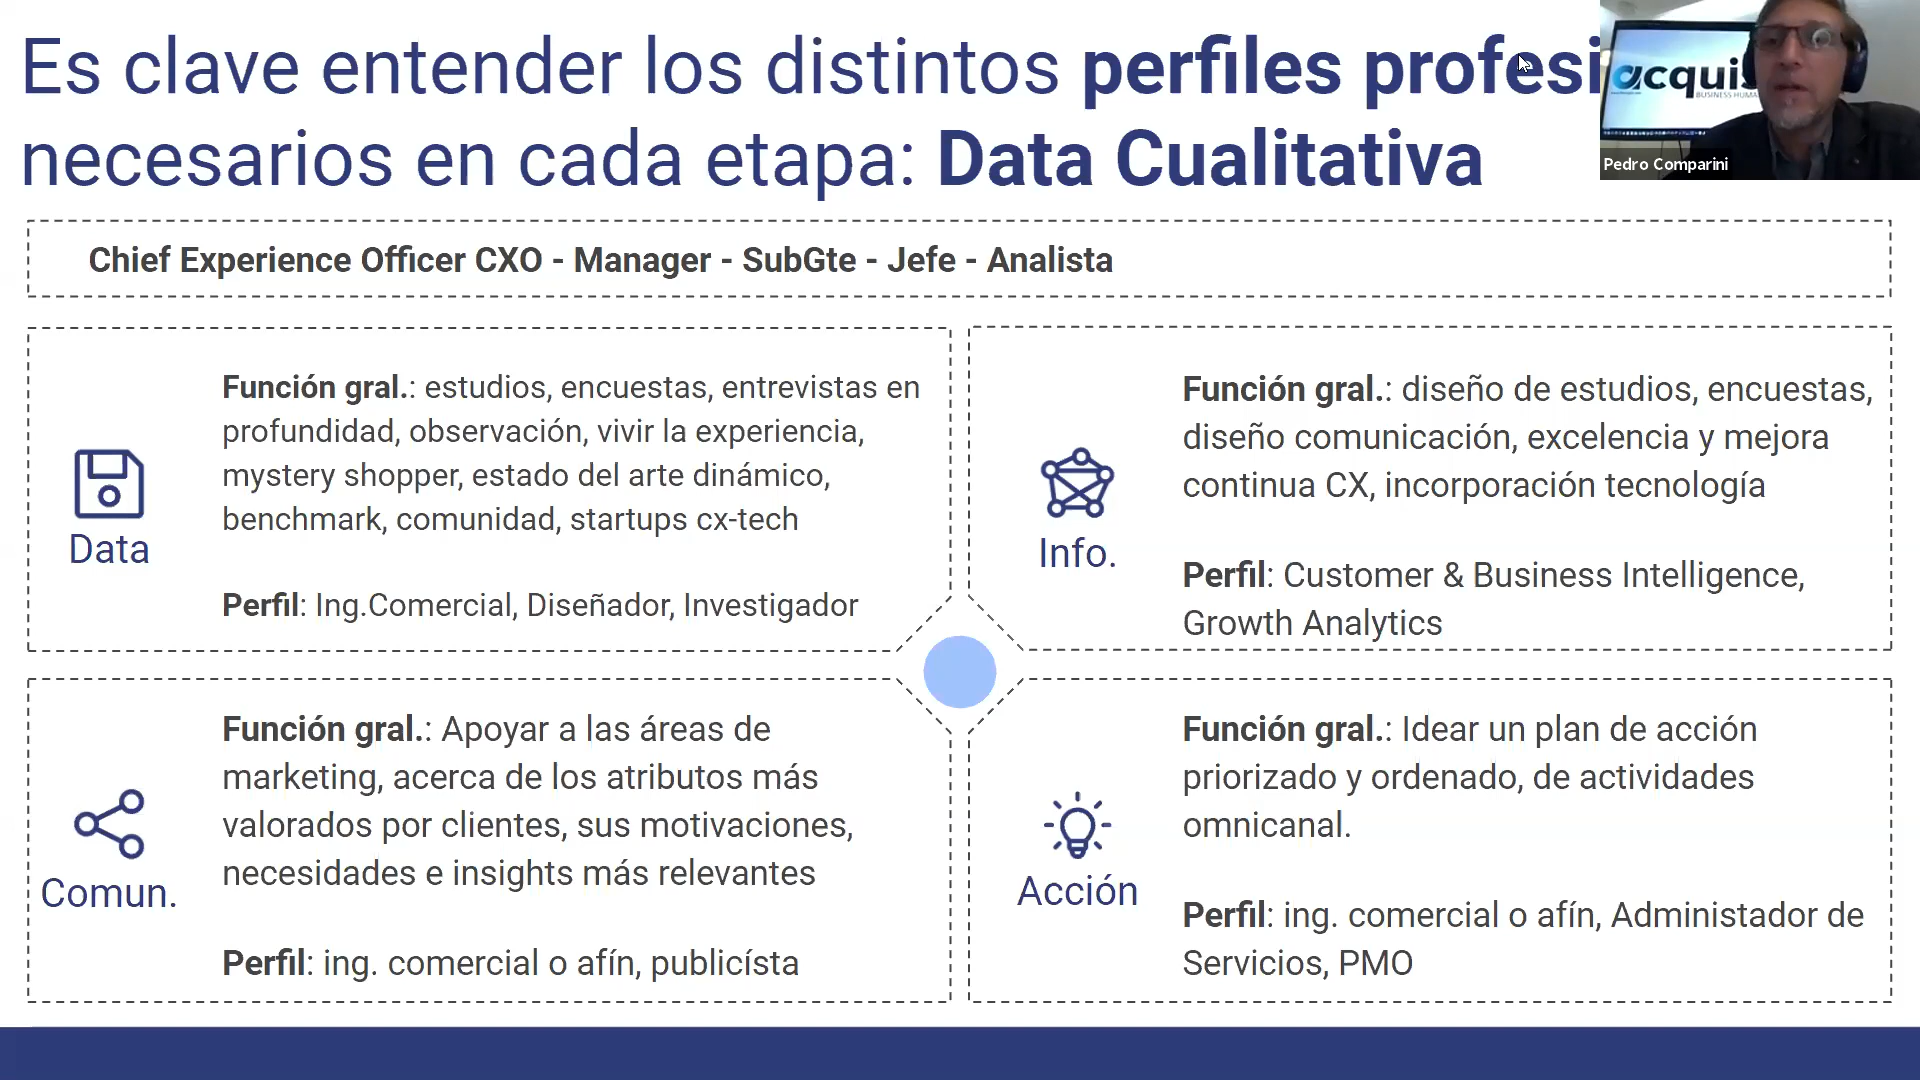 Es clave entender los distintos perfiles profesi
necesarios en cada etapa: Data Cualitativa
acquis
Pedro Comparini
Chief Experience Officer CXO - Manager - SubGte - Jefe - Analista
Función gral.: estudios, encuestas, entrevistas en
profundidad, observación, vivir la experiencia,
mystery shopper, estado del arte dinámico,
benchmark, comunidad, startups cx-tech
Data
Perfil: Ing.Comercial, Diseñador, Investigador
Función gral.: diseño de estudios, encuestas,
diseño comunicación, excelencia y mejora
continua CX, incorporación tecnología
Info.
Perfil: Customer & Business Intelligence,
Growth Analytics
Función gral.: Apoyar a las áreas de
marketing, acerca de los atributos más
valorados por clientes, sus motivaciones,
necesidades e insights más relevantes
Comun.
Perfil: ing. comercial o afín, publicísta
Función gral.: Idear un plan de acción
priorizado y ordenado, de actividades
omnicanal.
Acción
Perfil: ing. comercial o afín, Administador de
Servicios, PMO